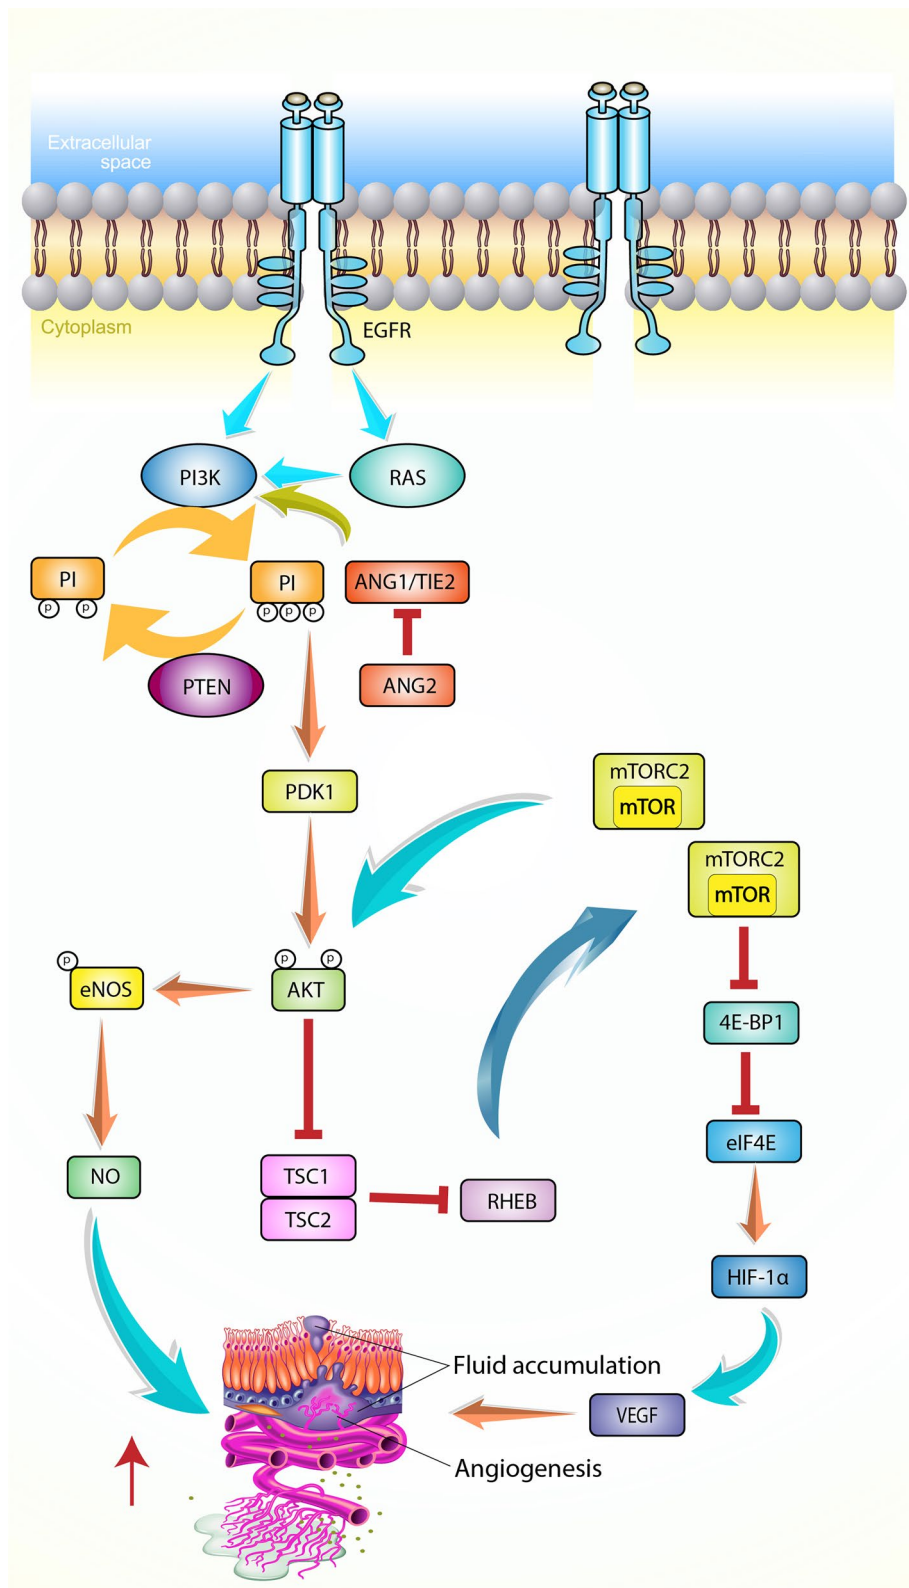 Extracellular
space
Cytoplasm
EGFR
PI3K
RAS
PI
p
p
PI
p
p
p
ANG1/TIE2
PTEN
ANG2
PDK1
mTORC2
mTOR
mTORC2
mTOR
p
eNOS
p
p
AKT
4E-BP1
eIF4E
NO
TSC1
TSC2
RHEB
HIF-1α
Fluid accumulation
VEGF
Angiogenesis